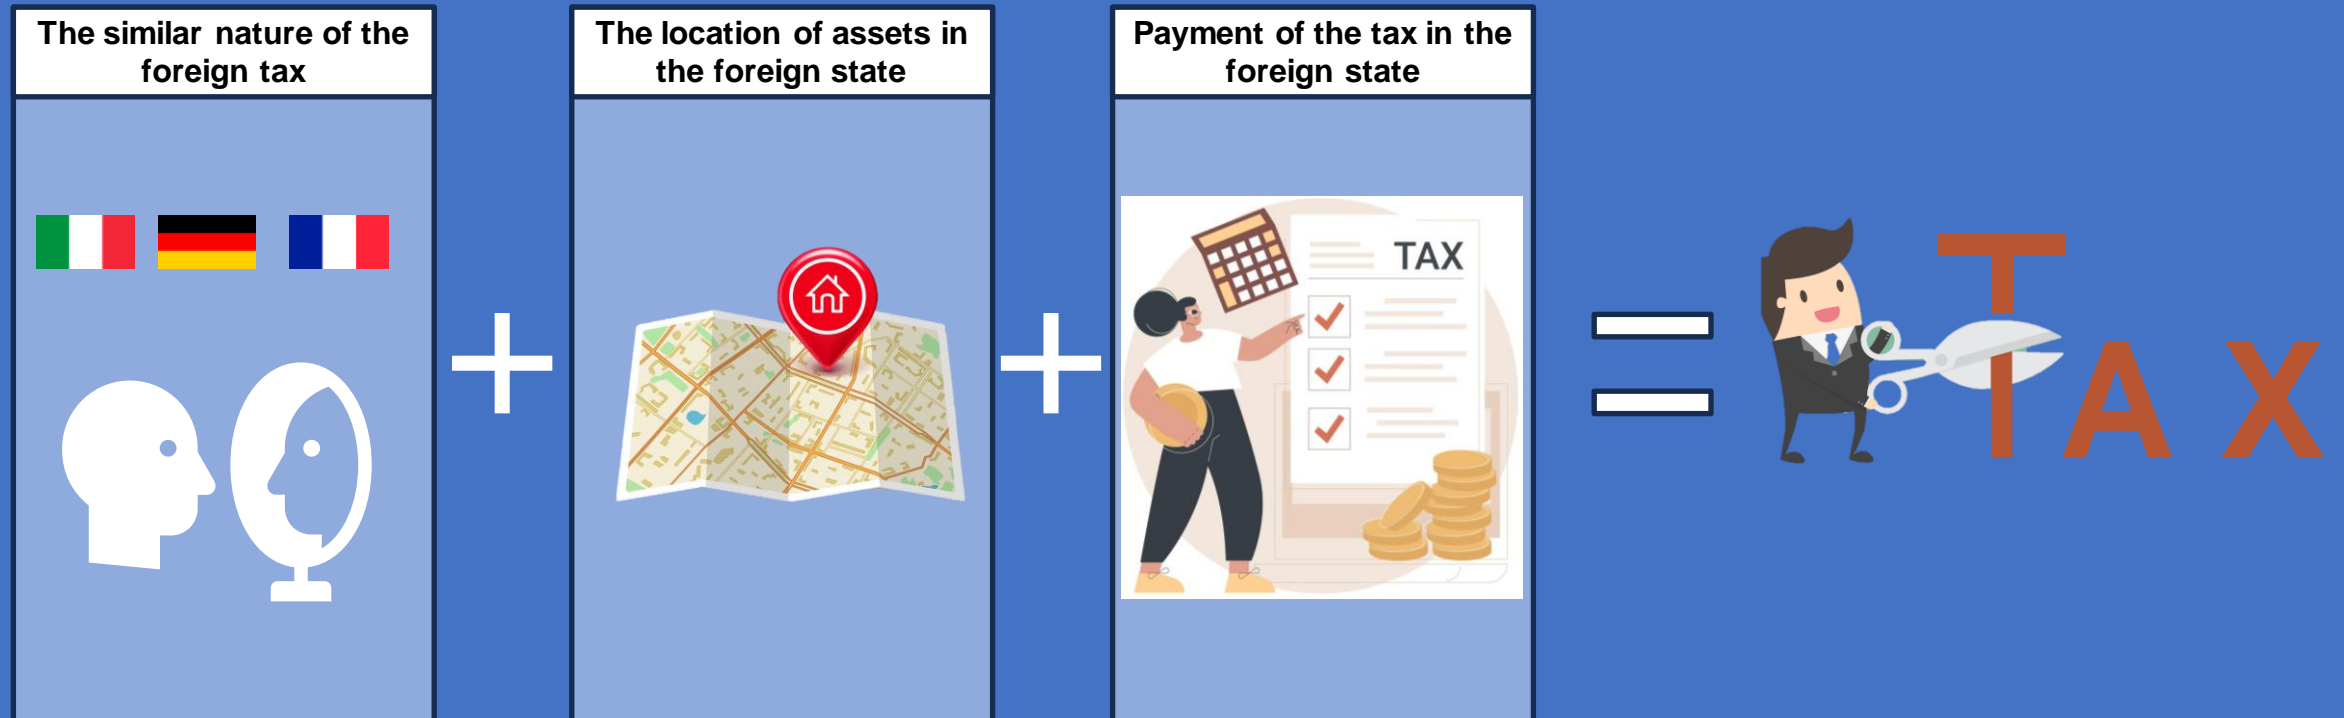 The similar nature of the
foreign tax
The location of assets in
the foreign state
Payment of the tax in the
foreign state
TAX
TAX